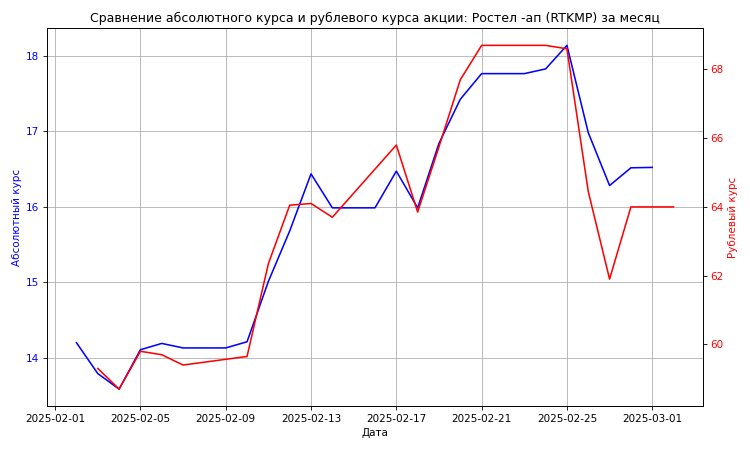 Сравнение абсолютного курса и рублевого курса акции: Ростел -ап (RTKMP) за месяц
Абсолютный курс
18
17
16
15
14
68
66
64
62
60
Рублевый курс
2025-02-01 2025-02-05 2025-02-09 2025-02-13 2025-02-17 2025-02-21 2025-02-25 2025-03-01
Дата